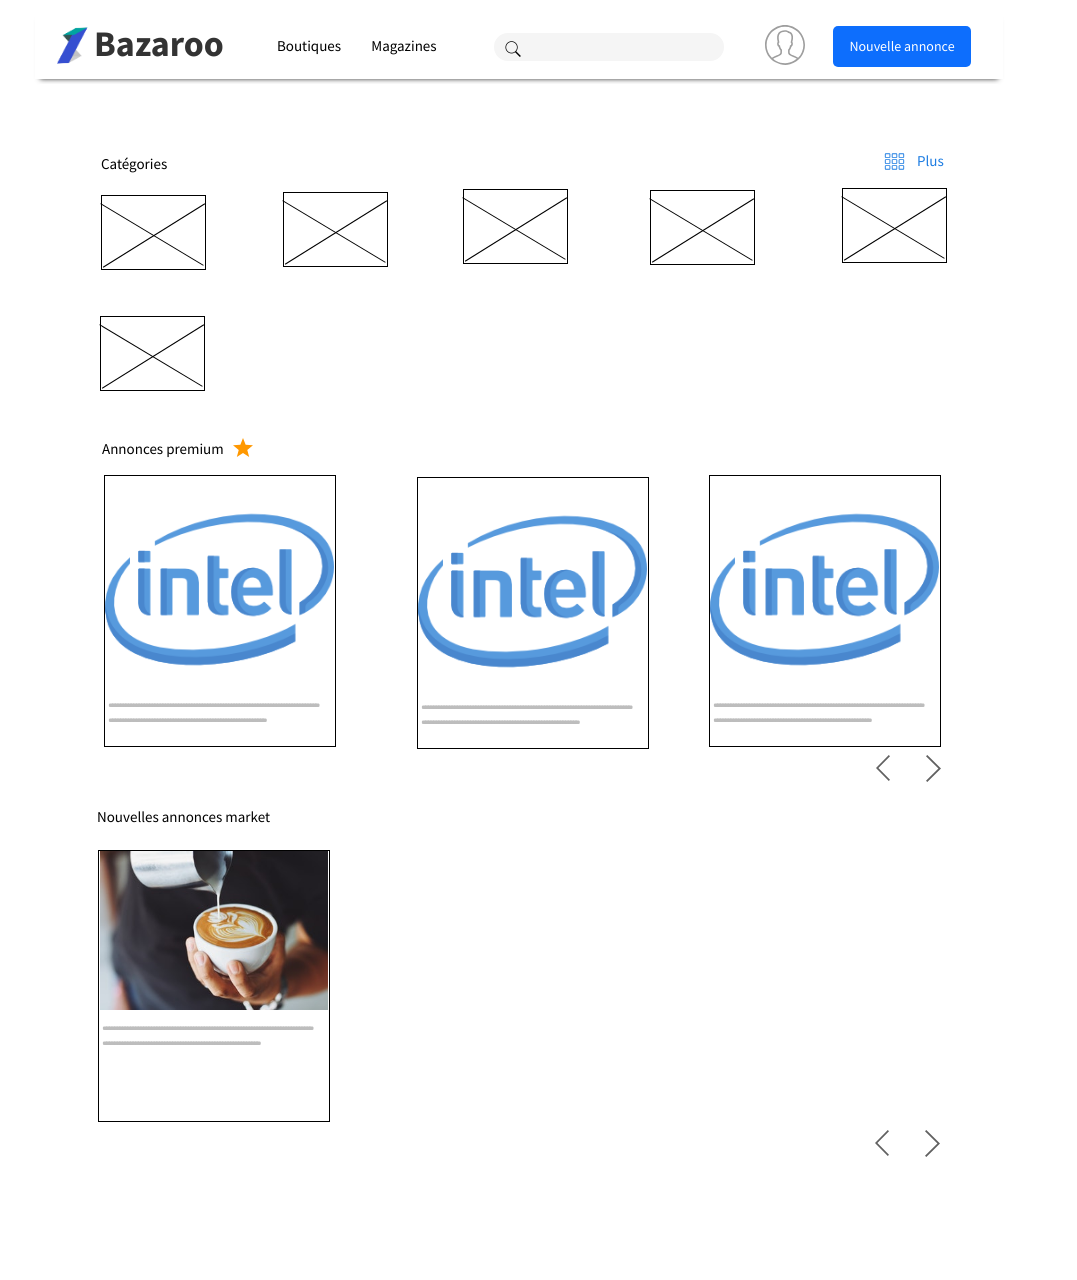 Bazaroo
Boutiques
Magazines
Nouvelle annonce
Catégories
Plus
Annonces premium
intel
intel
intel
Nouvelles annonces market